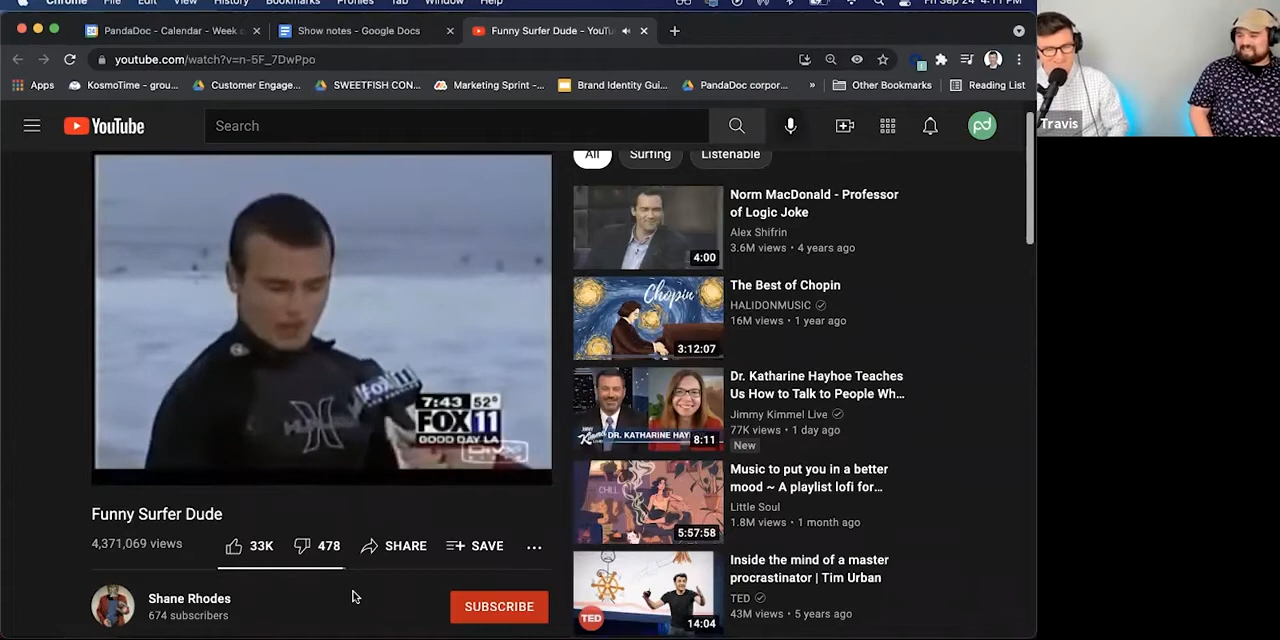 Chrome File Edit View History Bookmarks Profiles Tab Window Help Fri Sep 24 4:11 PM
PandaDoc - Calendar - Week o
Show notes - Google Docs
Funny Surfer Dude - YouTu
youtube.com/watch?v=n-5F_7DwPpo
Apps
KosmoTime - grou...
Customer Engage...
SWEETFISH CON...
Marketing Sprint -...
Brand Identity Gui...
PandaDoc corpor...
»
Other Bookmarks
Reading List
YouTube
Search
pd
Travis
All
Surfing
Listenable
FOX 11
7:43 52°
FOX 11
GOOD DAY LA
DIVX
Funny Surfer Dude
4,371,069 views
33K
478
SHARE
SAVE
Shane Rhodes
674 subscribers
SUBSCRIBE
4:00
Norm MacDonald - Professor
of Logic Joke
Alex Shifrin
3.6M views • 4 years ago
Chopin
3:12:07
The Best of Chopin
HALIDONMUSIC
16M views • 1 year ago
DR. KATHARINE HAY
8:11
Dr. Katharine Hayhoe Teaches
Us How to Talk to People Wh...
Jimmy Kimmel Live
77K views • 1 day ago
New
CHILL
5:57:58
Music to put you in a better
mood ~ A playlist lofi for...
Little Soul
1.8M views • 1 month ago
TED
14:04
Inside the mind of a master
procrastinator | Tim Urban
TED
43M views • 5 years ago